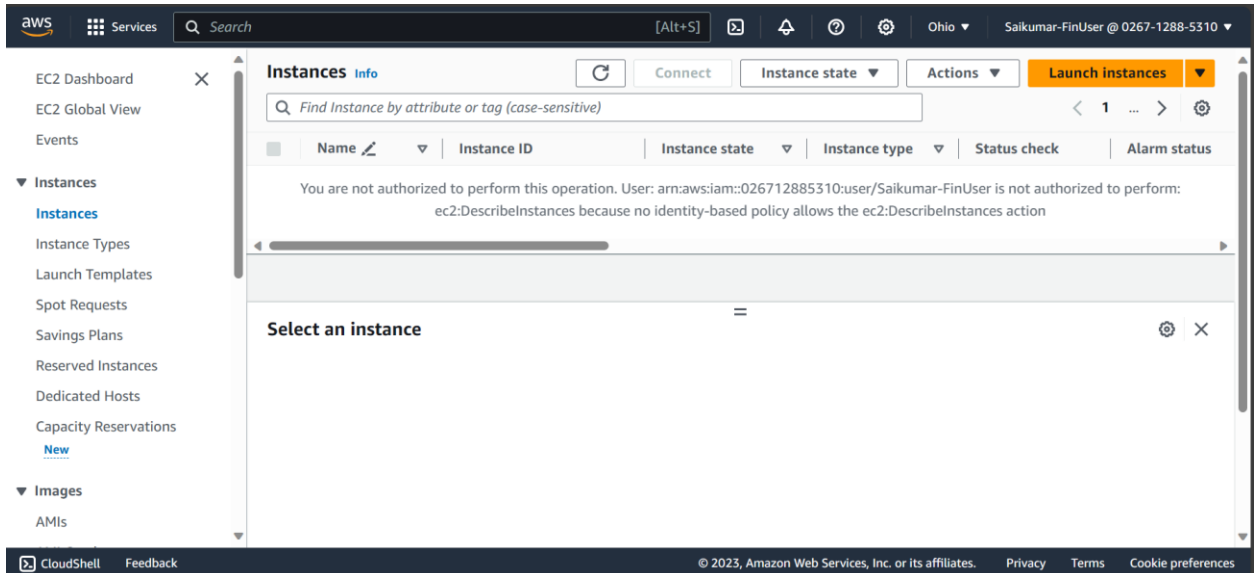 aws Services Search [Alt+S] Ohio ▼ Saikumar-FinUser @ 0267-1288-5310 ▼
EC2 Dashboard
EC2 Global View
Events
▼ Instances
Instances
Instance Types
Launch Templates
Spot Requests
Savings Plans
Reserved Instances
Dedicated Hosts
Capacity Reservations
New
▼ Images
AMIs
Instances Info Connect Instance state ▼ Actions ▼ Launch instances ▼
Find Instance by attribute or tag (case-sensitive) 1 ...
Name Instance ID Instance state Instance type Status check Alarm status
You are not authorized to perform this operation. User: arn:aws:iam::026712885310:user/Saikumar-FinUser is not authorized to perform:
ec2:DescribeInstances because no identity-based policy allows the ec2:DescribeInstances action
Select an instance
CloudShell Feedback © 2023, Amazon Web Services, Inc. or its affiliates. Privacy Terms Cookie preferences